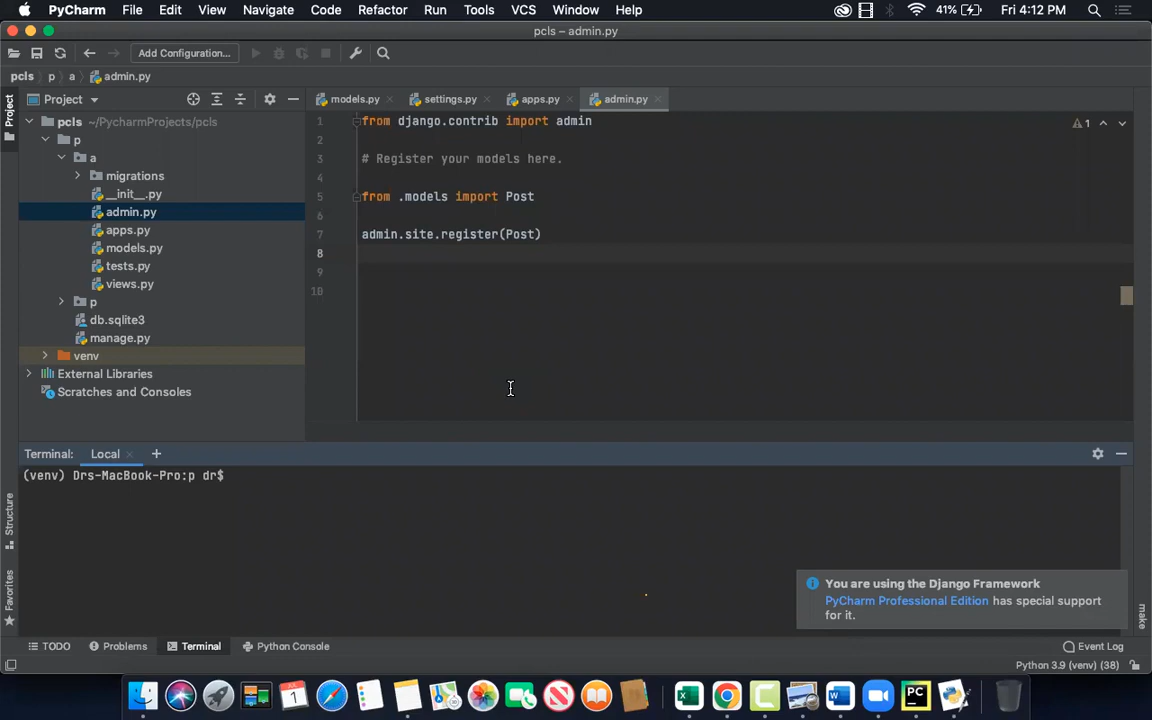 PyCharm File Edit View Navigate Code Refactor Run Tools VCS Window Help 41% Fri 4:12 PM
pcls – admin.py
Add Configuration...
pcls p a admin.py
Project models.py settings.py apps.py admin.py
Project
pcls ~/PycharmProjects/pcls
p
a
migrations
__init__.py
admin.py
apps.py
models.py
tests.py
views.py
p
db.sqlite3
manage.py
venv
External Libraries
Scratches and Consoles
1 from django.contrib import admin
2
3 # Register your models here.
4
5 from .models import Post
6
7 admin.site.register(Post)
8
9
10
1
Terminal: Local +
(venv) Drs-MacBook-Pro:p dr$
Structure
Favorites
make
You are using the Django Framework
PyCharm Professional Edition has special support
for it.
TODO Problems Terminal Python Console Event Log
Python 3.9 (venv) (38)
1
PC